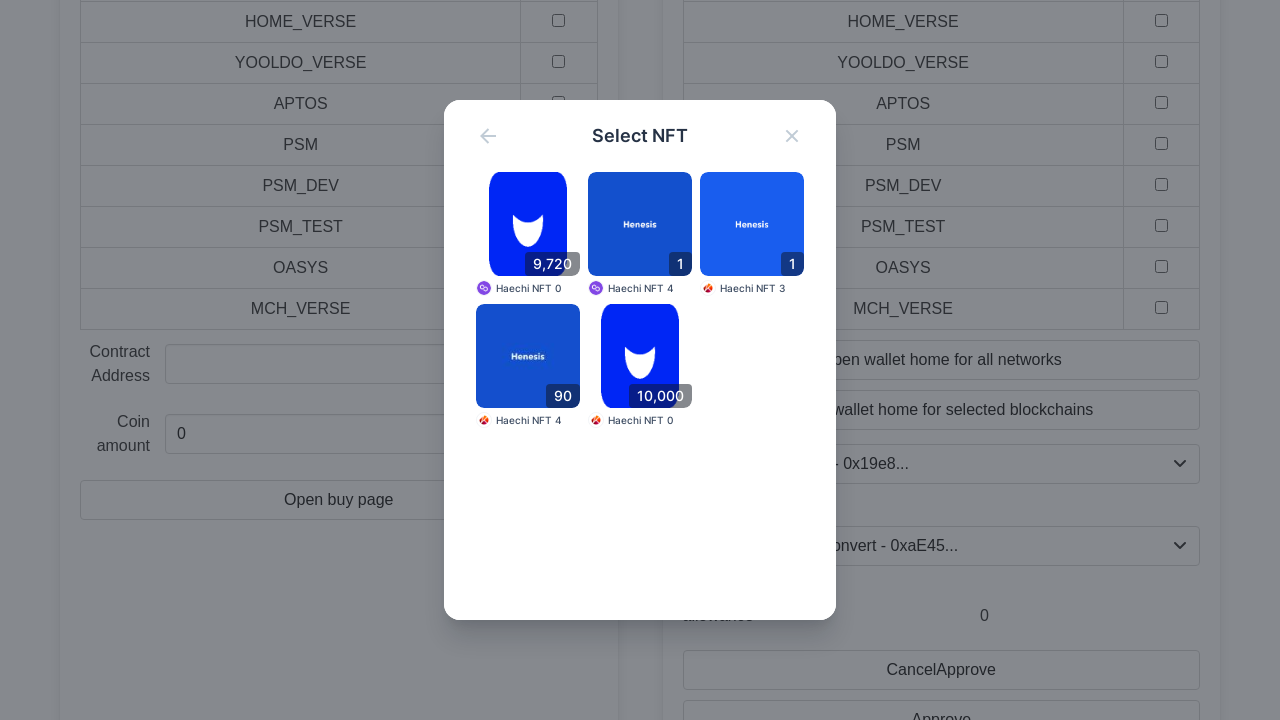 HOME_VERSE
HOME_VERSE
YOOLDO_VERSE
YOOLDO_VERSE
APTOS
APTOS
Select NFT
PSM
PSM
PSM_DEV
PSM_DEV
PSM_TEST
PSM_TEST
Henesis
Henesis
OASYS
OASYS
9,720
1
1
Haechi NFT 0
Haechi NFT 4
Haechi NFT 3
MCH_VERSE
MCH_VERSE
Contract
Address
Henesis
90
10,000
Haechi NFT 4
Haechi NFT 0
pen wallet home for all networks
wallet home for selected blockchains
Coin
amount
0
- 0x19e8...
Open buy page
onvert - 0xaE45...
0
CancelApprove
Approve